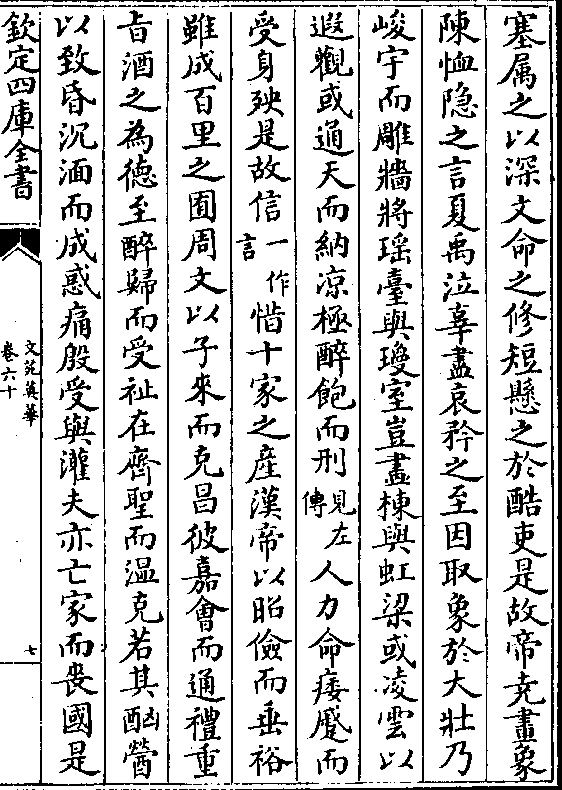 塞属之以深文命之修短懸之於酷吏是故帝堯畫象
陳恤隐之言夏禹泣辜盡哀矜之至因取象於大壯乃
峻宇而雕牆將瑶臺與瓊室豈畫棟與虹梁或凌雲以
遐觀或通天而納凉極醉飽而刑見左傳人力命痿蹷而
受身殃是故信一作言惜十家之産漢帝以昭儉而垂裕
雖成百里之囿周文以子來而克昌彼嘉會而通禮重
旨酒之為德至醉歸而受祉在齊聖而温克若其酗醟
以致昏沉湎而成惑痛殷受與灌夫亦亡家而喪國是
欽定四庫全書
文苑英華
卷六十
七